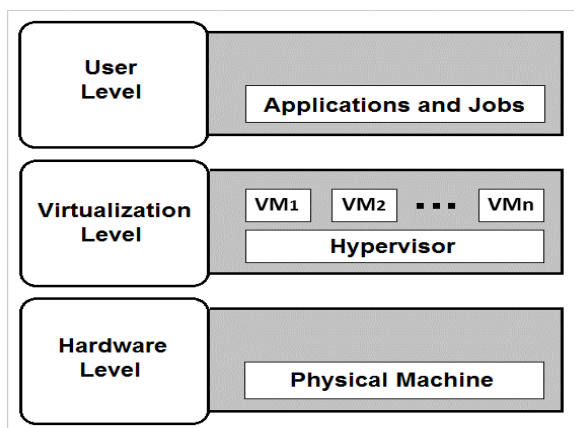 User
Level
Applications and Jobs
Virtualization
Level
VM1 VM2 ... VMn
Hypervisor
Hardware
Level
Physical Machine